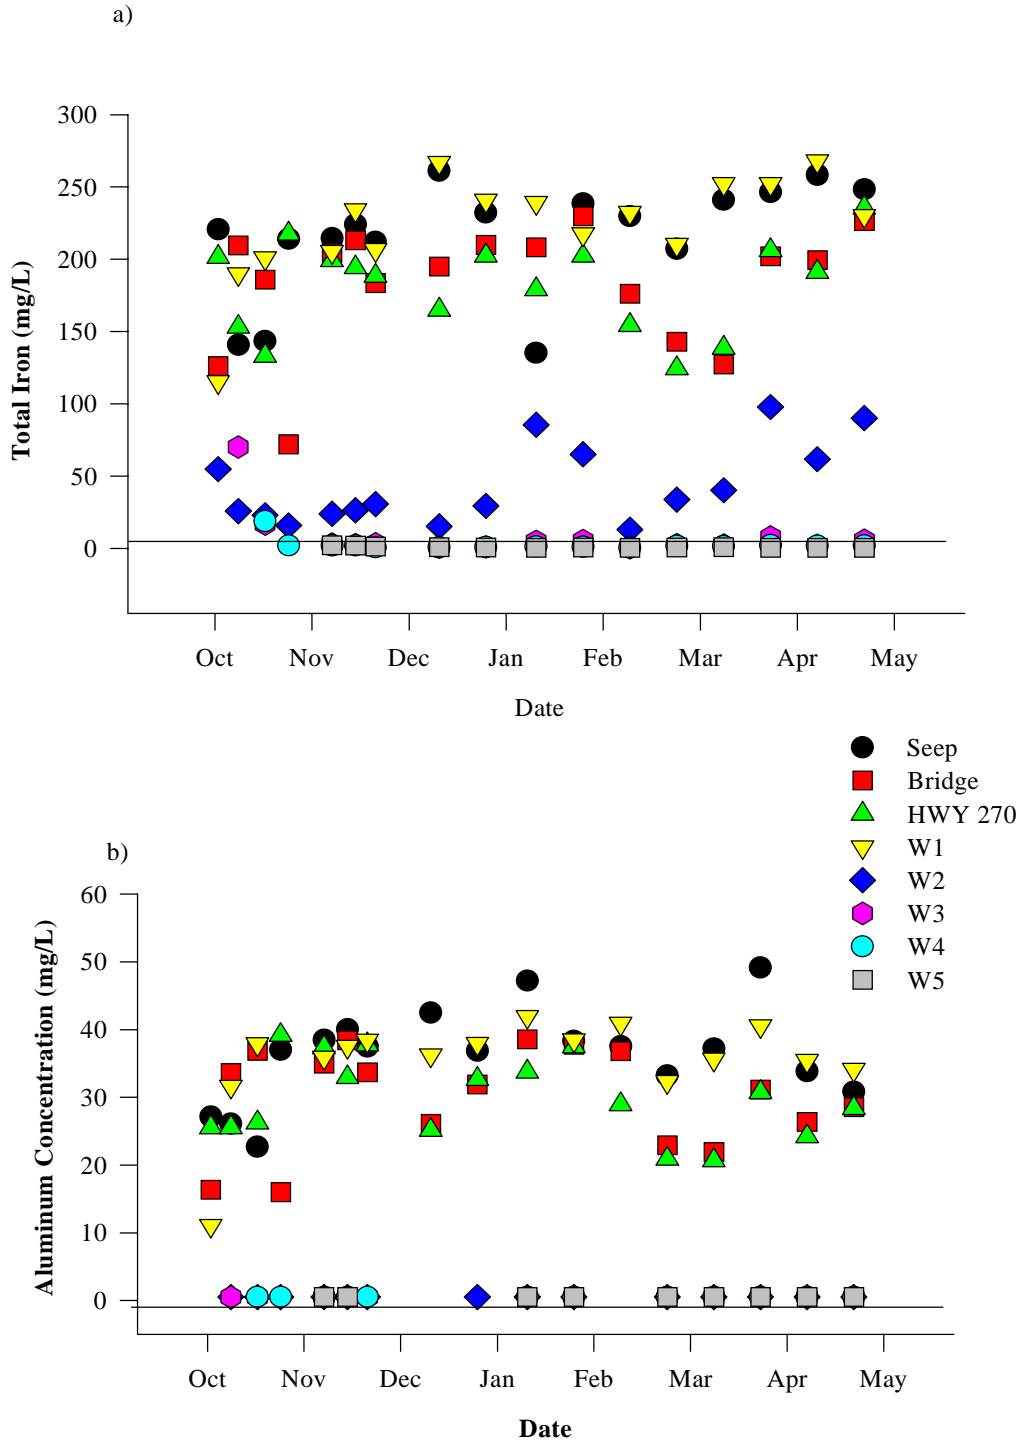 a)
300
250
200
150
100
50
0
Total Iron (mg/L)
Oct Nov Dec Jan Feb Mar Apr May
Date
Seep
Bridge
HWY 270
W1
W2
W3
W4
W5
b)
60
50
40
30
20
10
0
Aluminum Concentration (mg/L)
Oct Nov Dec Jan Feb Mar Apr May
Date